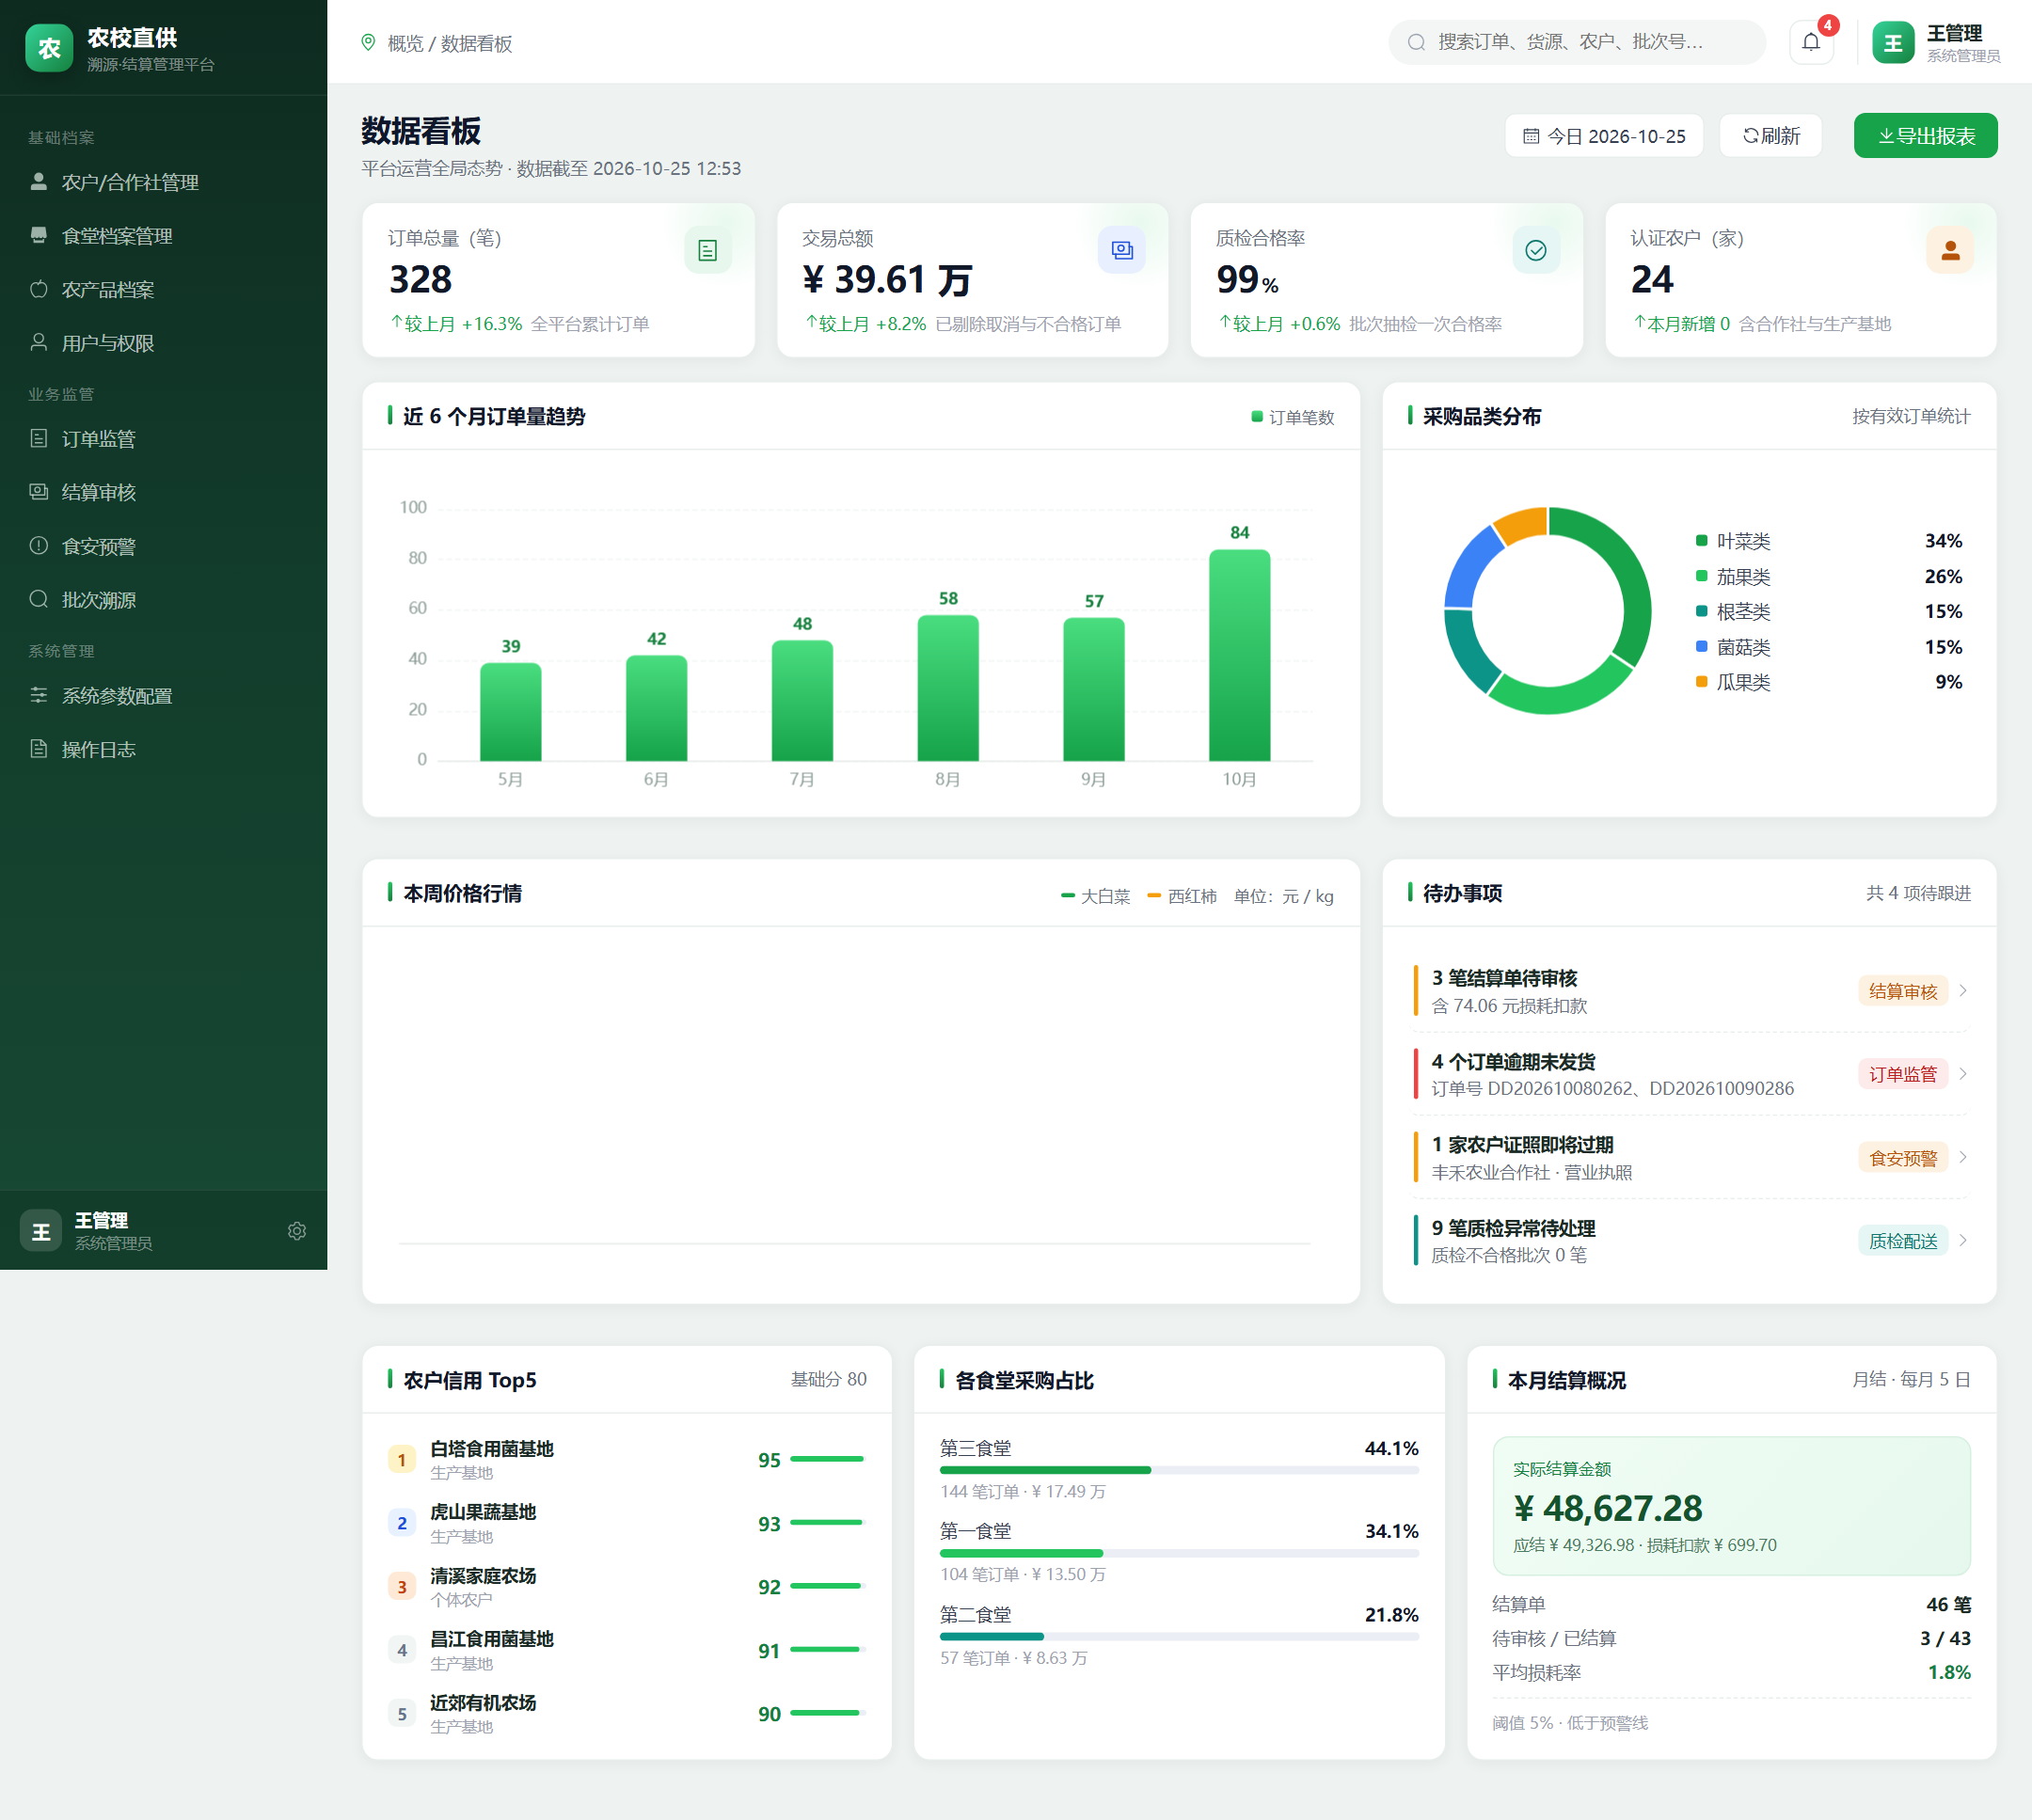 农
农校直供
溯源·结算管理平台
基础档案
农户/合作社管理
食堂档案管理
农产品档案
用户与权限
业务监管
订单监管
结算审核
食安预警
批次溯源
系统管理
系统参数配置
操作日志
王
王管理
系统管理员
概览 / 数据看板
搜索订单、货源、农户、批次号...
4
王
王管理
系统管理员
数据看板
平台运营全局态势 · 数据截至 2026-10-25 12:53
今日 2026-10-25
刷新
导出报表
订单总量（笔）
328
↑较上月 +16.3% 全平台累计订单
交易总额
¥ 39.61 万
↑较上月 +8.2% 已剔除取消与不合格订单
质检合格率
99%
↑较上月 +0.6% 批次抽检一次合格率
认证农户（家）
24
↑本月新增 0 含合作社与生产基地
近 6 个月订单量趋势
订单笔数
100
80
60
40
20
0
39
42
48
58
57
84
5月
6月
7月
8月
9月
10月
采购品类分布
按有效订单统计
叶菜类 34%
茄果类 26%
根茎类 15%
菌菇类 15%
瓜果类 9%
本周价格行情
大白菜 西红柿 单位：元 / kg
待办事项
共 4 项待跟进
3 笔结算单待审核
含 74.06 元损耗扣款
结算审核
4 个订单逾期未发货
订单号 DD202610080262、DD202610090286
订单监管
1 家农户证照即将过期
丰禾农业合作社 · 营业执照
食安预警
9 笔质检异常待处理
质检不合格批次 0 笔
质检配送
农户信用 Top5
基础分 80
1
白塔食用菌基地
生产基地
95
2
虎山果蔬基地
生产基地
93
3
清溪家庭农场
个体农户
92
4
昌江食用菌基地
生产基地
91
5
近郊有机农场
生产基地
90
各食堂采购占比
第三食堂 44.1%
144 笔订单 · ¥ 17.49 万
第一食堂 34.1%
104 笔订单 · ¥ 13.50 万
第二食堂 21.8%
57 笔订单 · ¥ 8.63 万
本月结算概况
月结 · 每月 5 日
实际结算金额
¥ 48,627.28
应结 ¥ 49,326.98 · 损耗扣款 ¥ 699.70
结算单 46 笔
待审核 / 已结算 3 / 43
平均损耗率 1.8%
阈值 5% · 低于预警线